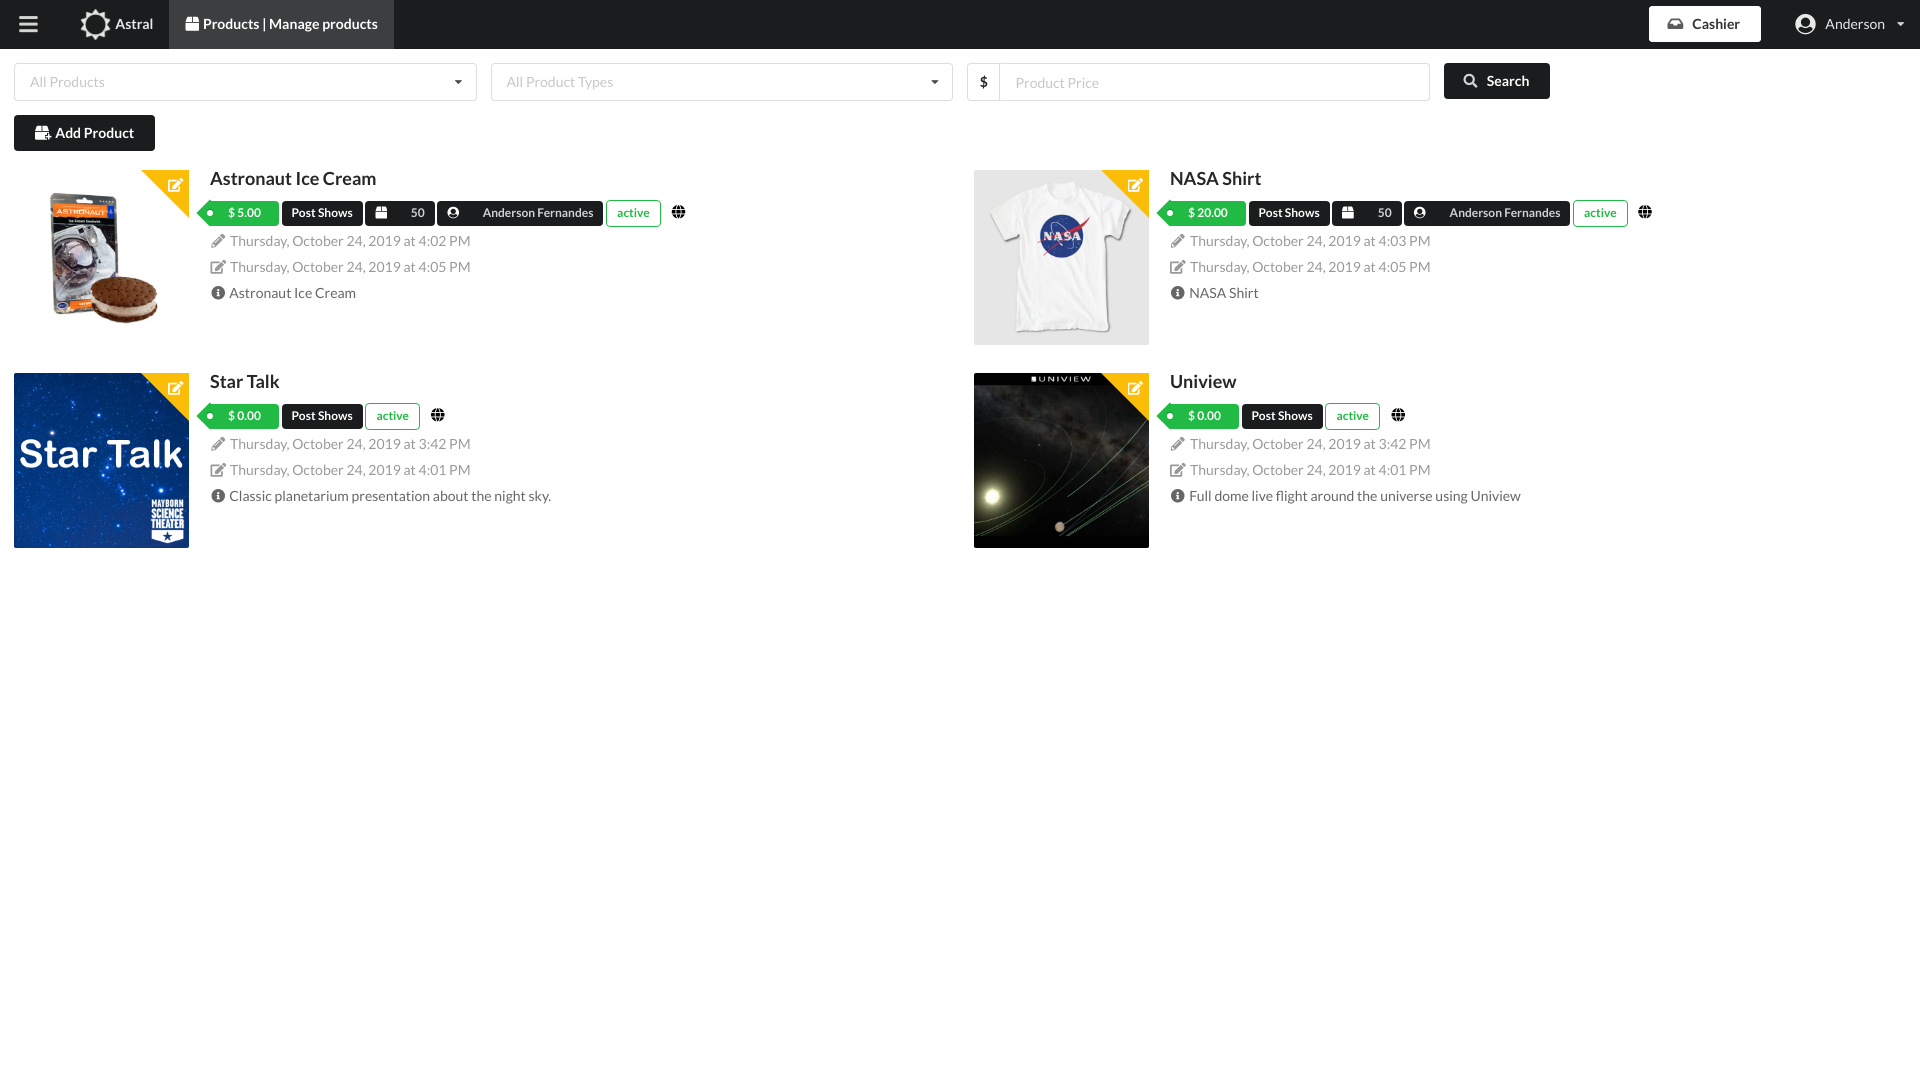 Astral
Products | Manage products
Cashier
Anderson
All Products
All Product Types
$
Product Price
Search
Add Product
ASTRONAUT
Ice Cream Sandwich
Astronaut Ice Cream
$ 5.00
Post Shows
50
Anderson Fernandes
active
Thursday, October 24, 2019 at 4:02 PM
Thursday, October 24, 2019 at 4:05 PM
Astronaut Ice Cream
NASA
NASA Shirt
$ 20.00
Post Shows
50
Anderson Fernandes
active
Thursday, October 24, 2019 at 4:03 PM
Thursday, October 24, 2019 at 4:05 PM
NASA Shirt
Star Talk
MAYBORN
SCIENCE
THEATER
Star Talk
$ 0.00
Post Shows
active
Thursday, October 24, 2019 at 3:42 PM
Thursday, October 24, 2019 at 4:01 PM
Classic planetarium presentation about the night sky.
UNIVIEW
Uniview
$ 0.00
Post Shows
active
Thursday, October 24, 2019 at 3:42 PM
Thursday, October 24, 2019 at 4:01 PM
Full dome live flight around the universe using Uniview